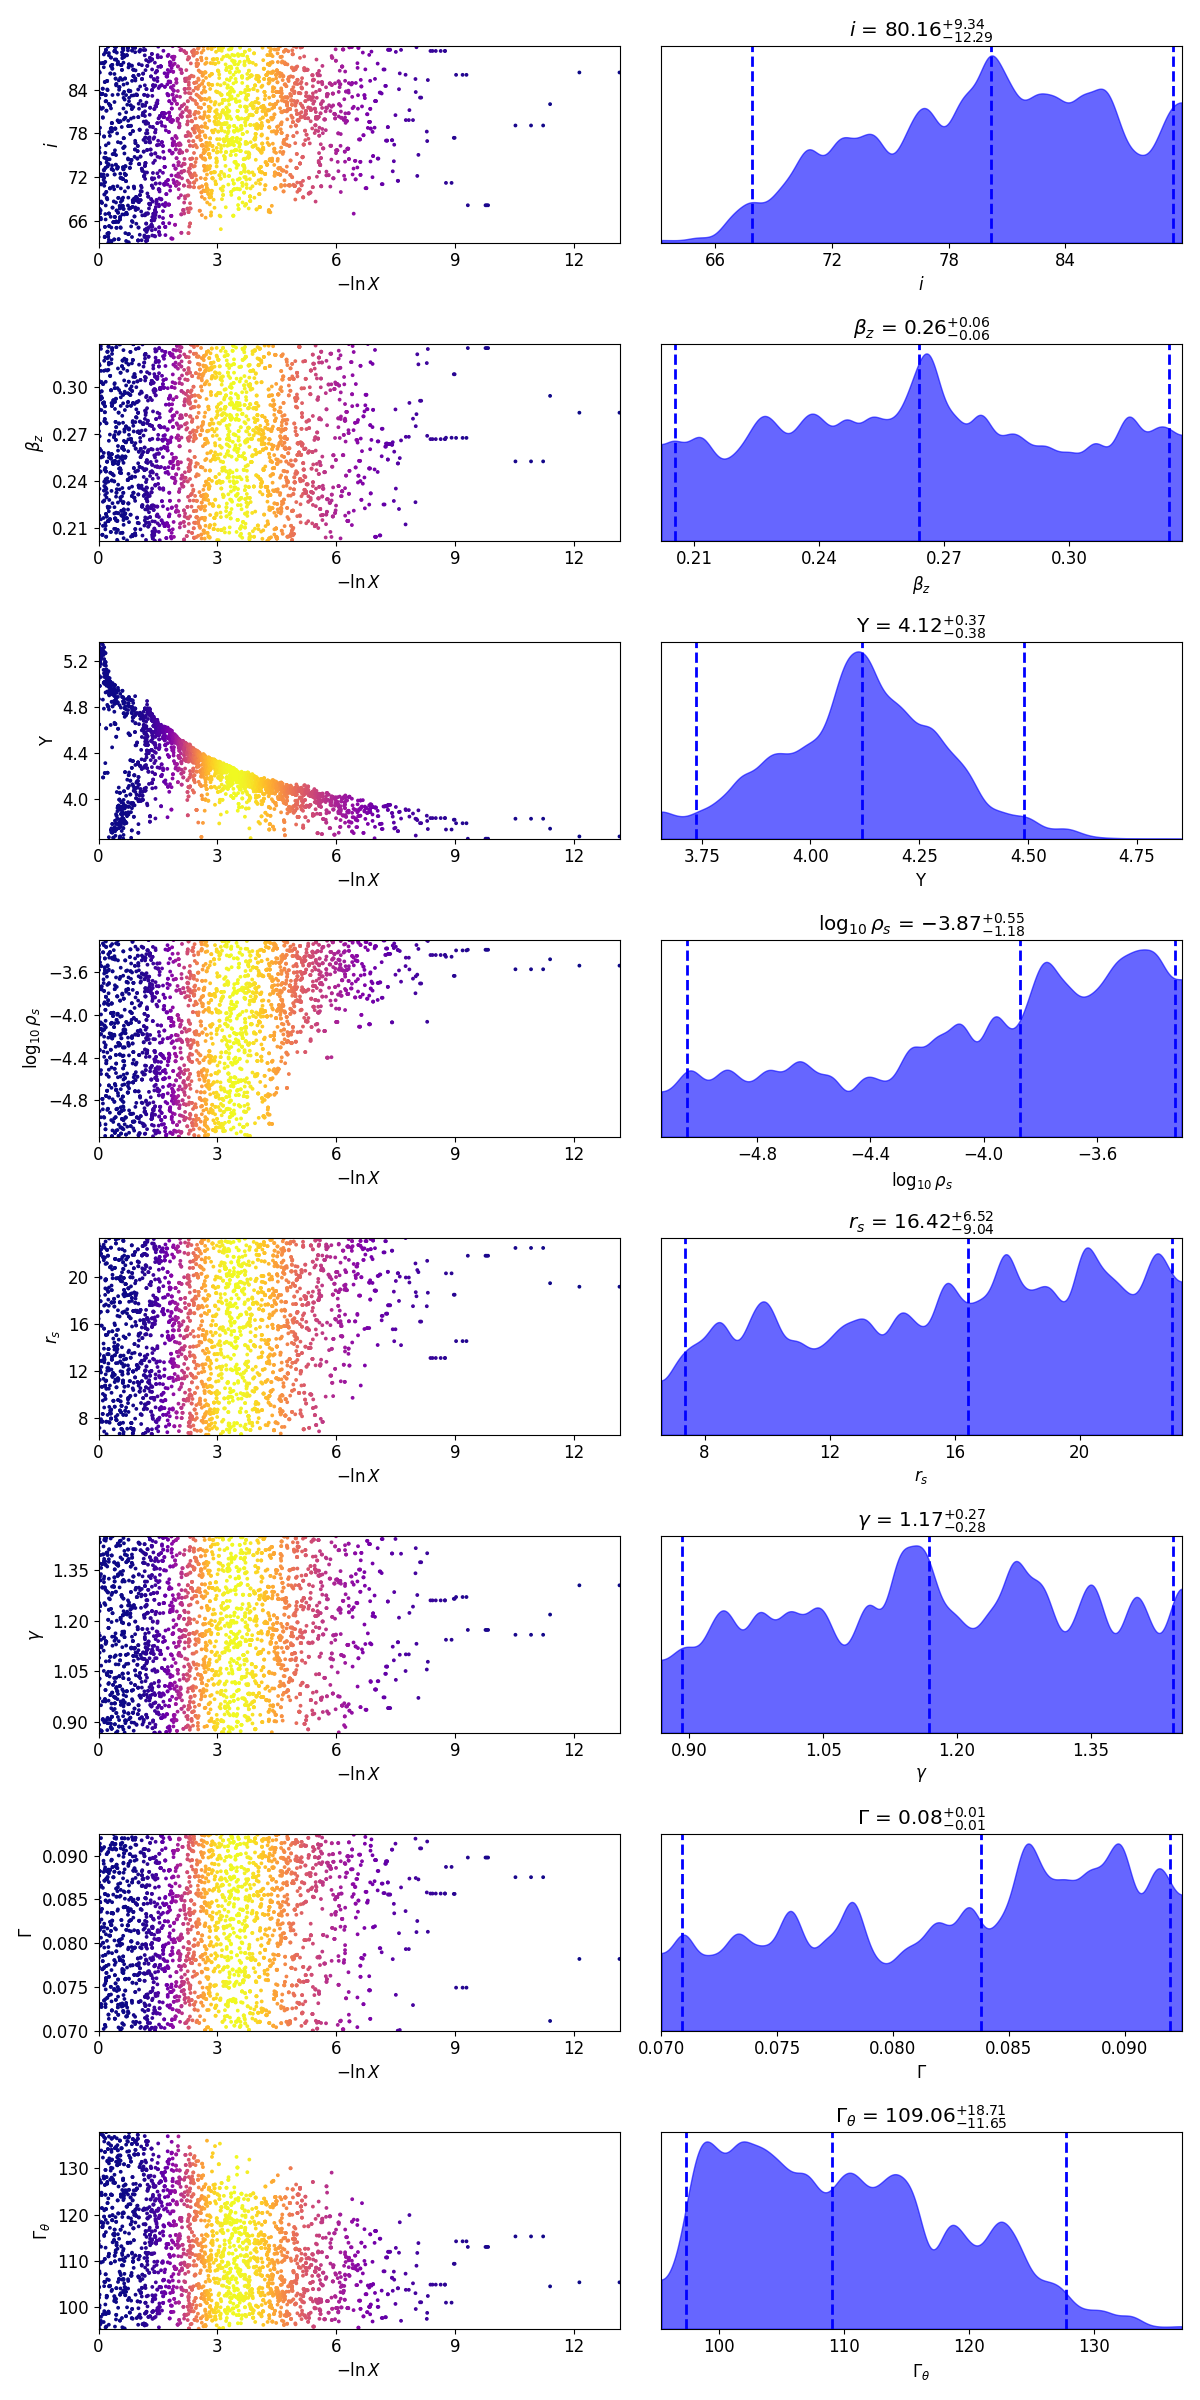 i = 80.16 +9.34 −12.29
84
78
72
66
i
0 3 6 9 12
−ln X
66 72 78 84
i
β_z = 0.26 +0.06 −0.06
0.30
0.27
0.24
0.21
β_z
0 3 6 9 12
−ln X
0.21 0.24 0.27 0.30
β_z
Υ = 4.12 +0.37 −0.38
5.2
4.8
4.4
4.0
Υ
0 3 6 9 12
−ln X
3.75 4.00 4.25 4.50 4.75
Υ
log₁₀ ρ_s = −3.87 +0.55 −1.18
−3.6
−4.0
−4.4
−4.8
log₁₀ ρ_s
0 3 6 9 12
−ln X
−4.8 −4.4 −4.0 −3.6
log₁₀ ρ_s
r_s = 16.42 +6.52 −9.04
20
16
12
8
r_s
0 3 6 9 12
−ln X
8 12 16 20
r_s
γ = 1.17 +0.27 −0.28
1.35
1.20
1.05
0.90
γ
0 3 6 9 12
−ln X
0.90 1.05 1.20 1.35
γ
Γ = 0.08 +0.01 −0.01
0.090
0.085
0.080
0.075
0.070
Γ
0 3 6 9 12
−ln X
0.070 0.075 0.080 0.085 0.090
Γ
Γ_θ = 109.06 +18.71 −11.65
130
120
110
100
Γ_θ
0 3 6 9 12
−ln X
100 110 120 130
Γ_θ